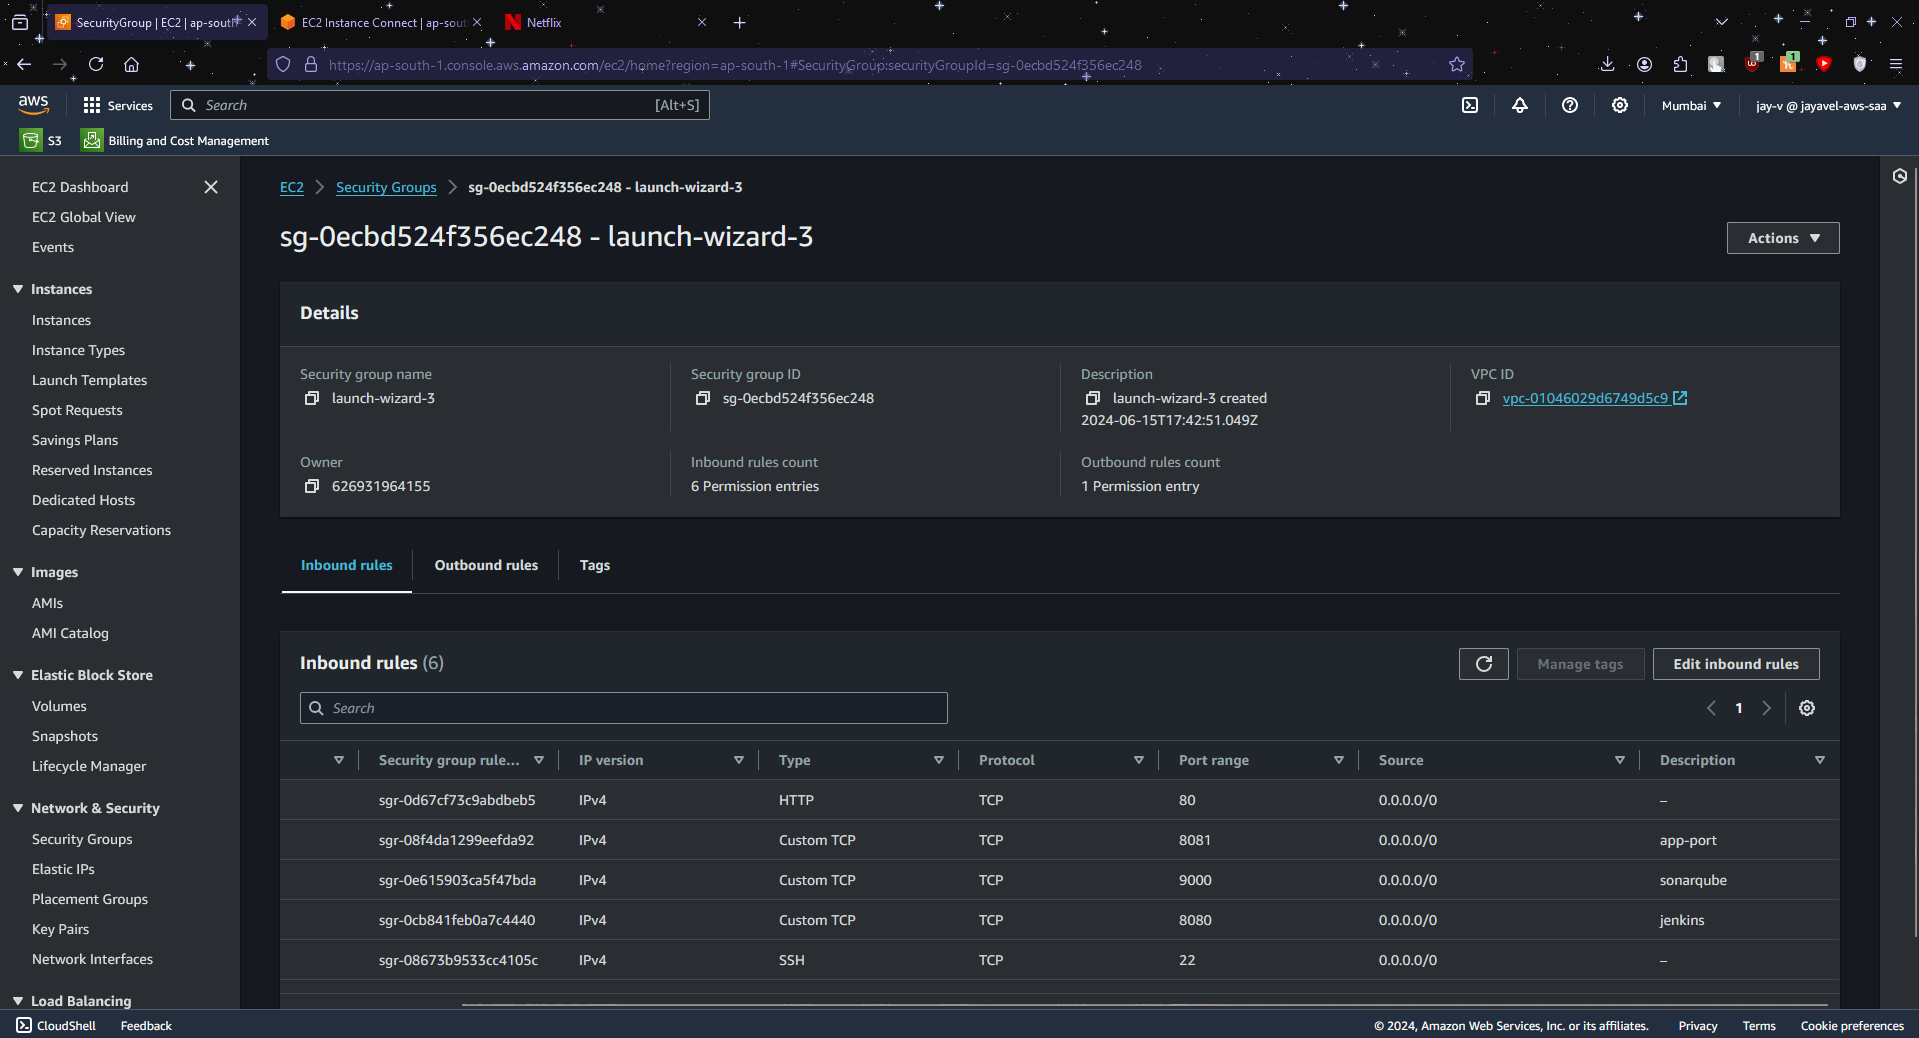 SecurityGroup | EC2 | ap-south
EC2 Instance Connect | ap-sout
Netflix
https://ap-south-1.console.aws.amazon.com/ec2/home?region=ap-south-1#SecurityGroup:securityGroupId=sg-0ecbd524f356ec248
1
1
aws
Services
Search
[Alt+S]
Mumbai
jay-v @ jayavel-aws-saa
S3
Billing and Cost Management
EC2 Dashboard
EC2 Global View
Events
Instances
Instances
Instance Types
Launch Templates
Spot Requests
Savings Plans
Reserved Instances
Dedicated Hosts
Capacity Reservations
Images
AMIs
AMI Catalog
Elastic Block Store
Volumes
Snapshots
Lifecycle Manager
Network & Security
Security Groups
Elastic IPs
Placement Groups
Key Pairs
Network Interfaces
Load Balancing
EC2 > Security Groups > sg-0ecbd524f356ec248 - launch-wizard-3
sg-0ecbd524f356ec248 - launch-wizard-3
Actions
Details
Security group name
launch-wizard-3
Security group ID
sg-0ecbd524f356ec248
Description
launch-wizard-3 created
2024-06-15T17:42:51.049Z
VPC ID
vpc-01046029d6749d5c9
Owner
626931964155
Inbound rules count
6 Permission entries
Outbound rules count
1 Permission entry
Inbound rules
Outbound rules
Tags
Inbound rules (6)
Manage tags
Edit inbound rules
Search
1
Security group rule... IP version Type Protocol Port range Source Description
sgr-0d67cf73c9abdbeb5 IPv4 HTTP TCP 80 0.0.0.0/0 –
sgr-08f4da1299eefda92 IPv4 Custom TCP TCP 8081 0.0.0.0/0 app-port
sgr-0e615903ca5f47bda IPv4 Custom TCP TCP 9000 0.0.0.0/0 sonarqube
sgr-0cb841feb0a7c4440 IPv4 Custom TCP TCP 8080 0.0.0.0/0 jenkins
sgr-08673b9533cc4105c IPv4 SSH TCP 22 0.0.0.0/0 –
CloudShell
Feedback
© 2024, Amazon Web Services, Inc. or its affiliates.
Privacy
Terms
Cookie preferences